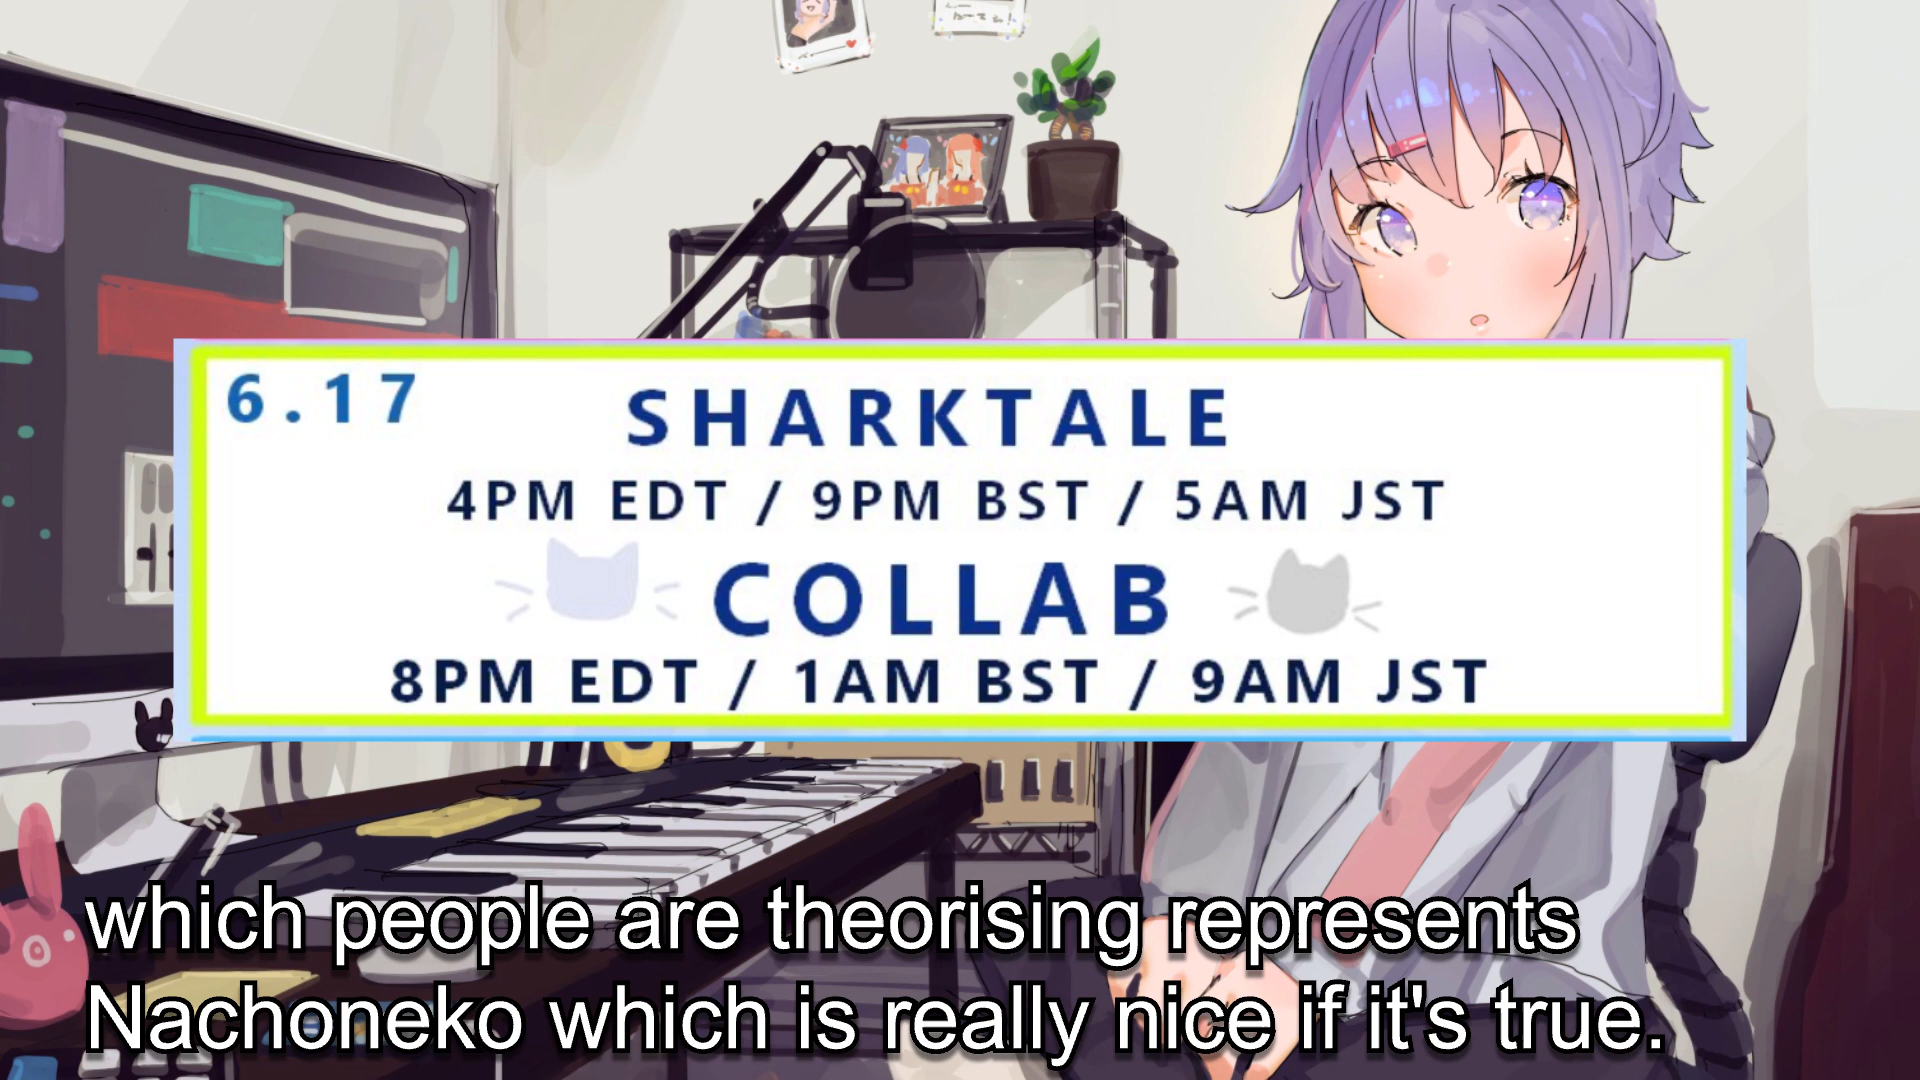 6.17
SHARKTALE
4PM EDT / 9PM BST / 5AM JST
COLLAB
8PM EDT / 1AM BST / 9AM JST
which people are theorising represents
Nachoneko which is really nice if it's true.